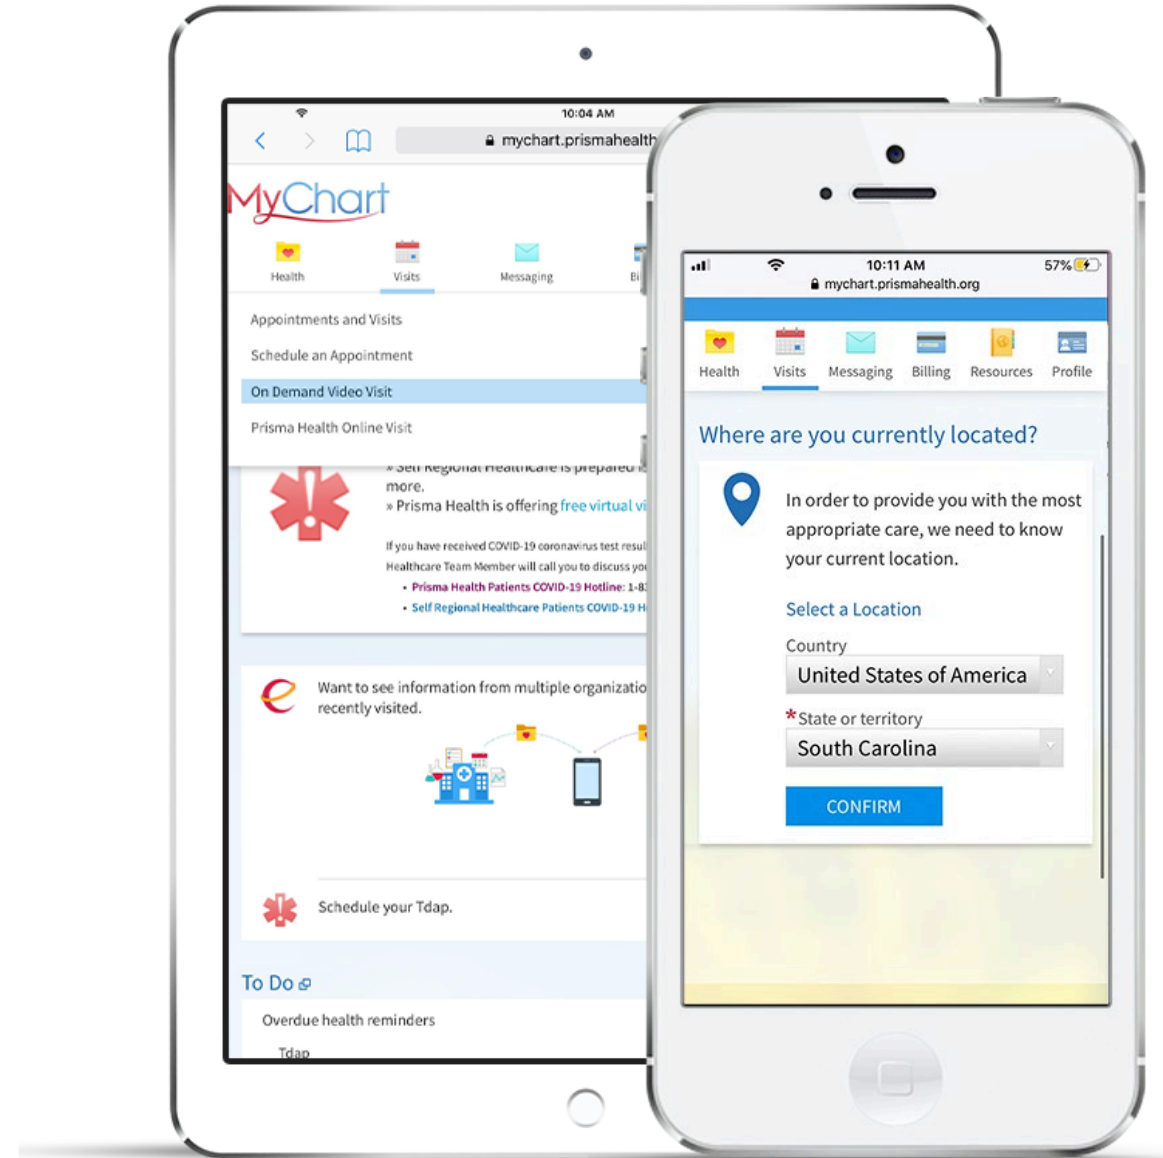 10:04 AM
mychart.prismahealth
MyChart
Health
Visits
Messaging
Appointments and Visits
Schedule an Appointment
On Demand Video Visit
Prisma Health Online Visit
» Self Regional Healthcare is prepared
more.
» Prisma Health is offering free virtual
If you have received COVID-19 coronavirus test
Healthcare Team Member will call you to discuss
• Prisma Health Patients COVID-19 Hotline: 1-8
• Self Regional Healthcare Patients COVID-19
Want to see information from multiple
recently visited.
Schedule your Tdap.
To Do
Overdue health reminders
Tdap
10:11 AM
57%
mychart.prismahealth.org
Health
Visits
Messaging
Billing
Resources
Profile
Where are you currently located?
In order to provide you with the most
appropriate care, we need to know
your current location.
Select a Location
Country
United States of America
*State or territory
South Carolina
CONFIRM